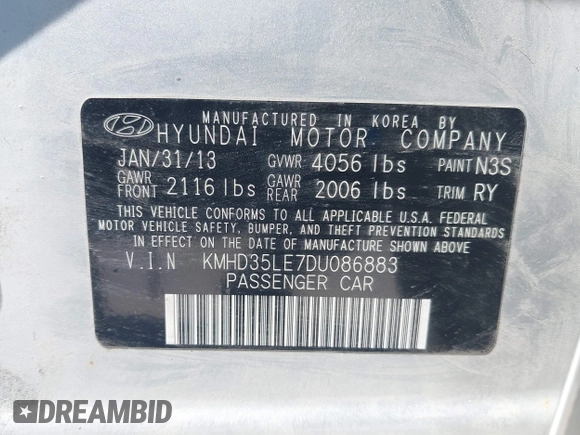 MANUFACTURED IN KOREA BY
HYUNDAI MOTOR COMPANY
JAN/31/13 GVWR 4056 lbs PAINT N3S
GAWR FRONT 2116 lbs GAWR REAR 2006 lbs TRIM RY
THIS VEHICLE CONFORMS TO ALL APPLICABLE U.S.A. FEDERAL
MOTOR VEHICLE SAFETY, BUMPER, AND THEFT PREVENTION STANDARDS
IN EFFECT ON THE DATE OF MANUFACTURE SHOWN ABOVE
V.I.N KMHD35LE7DU086883
PASSENGER CAR
DREAMBID